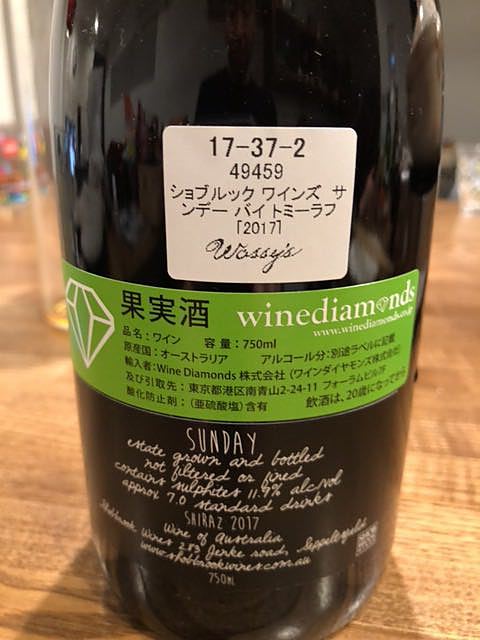 17-37-2
49459
ショブルック ワインズ サ
ンデー バイ トミーラフ
[2017]
Wassy's
果実酒 winediamonds
www.winediamonds.co.jp
品名：ワイン 容量：750ml
原産国：オーストラリア アルコール分：別途ラベルに記載
輸入者：Wine Diamonds 株式会社 (ワインダイヤモンズ株式会社)
及び引取先：東京都港区南青山2-24-11 フォーラムビル7F
酸化防止剤：(亜硫酸塩)含有 飲酒は、20歳になってから
SUNDAY
estate grown and bottled
not filtered or fined
contains sulphites 11.9% alc/vol
approx 7.0 standard drinks
SHIRAZ 2017
Wine of Australia
Shobbrook Wines 253 Jenke road, Seppeltsfield
www.shobbrookwines.com.au
750ML